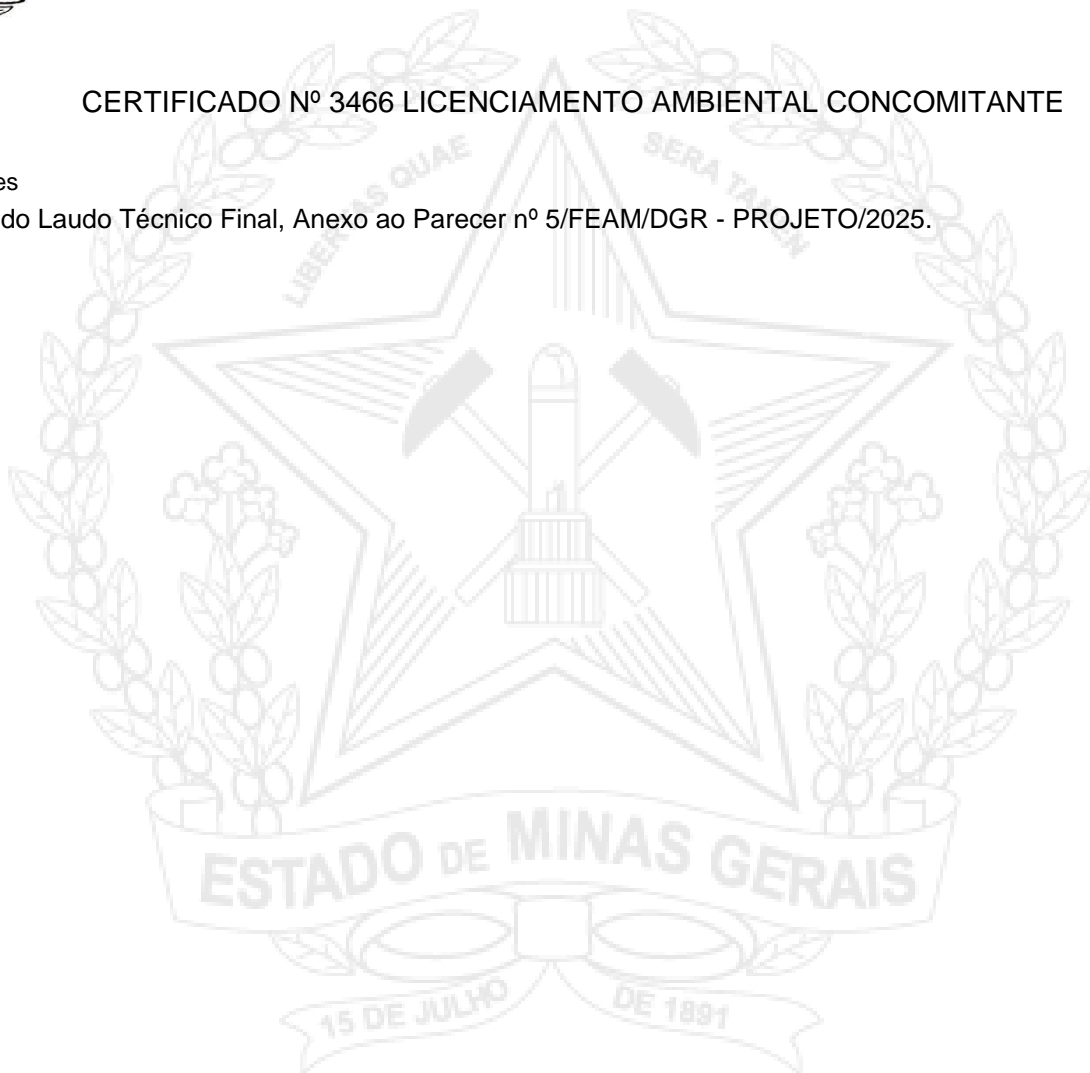 CERTIFICADO Nº 3466 LICENCIAMENTO AMBIENTAL CONCOMITANTE
es
do Laudo Técnico Final, Anexo ao Parecer nº 5/FEAM/DGR - PROJETO/2025.
LIBERTAS QUAE SERA TAMEN
ESTADO DE MINAS GERAIS
15 DE JULHO DE 1891